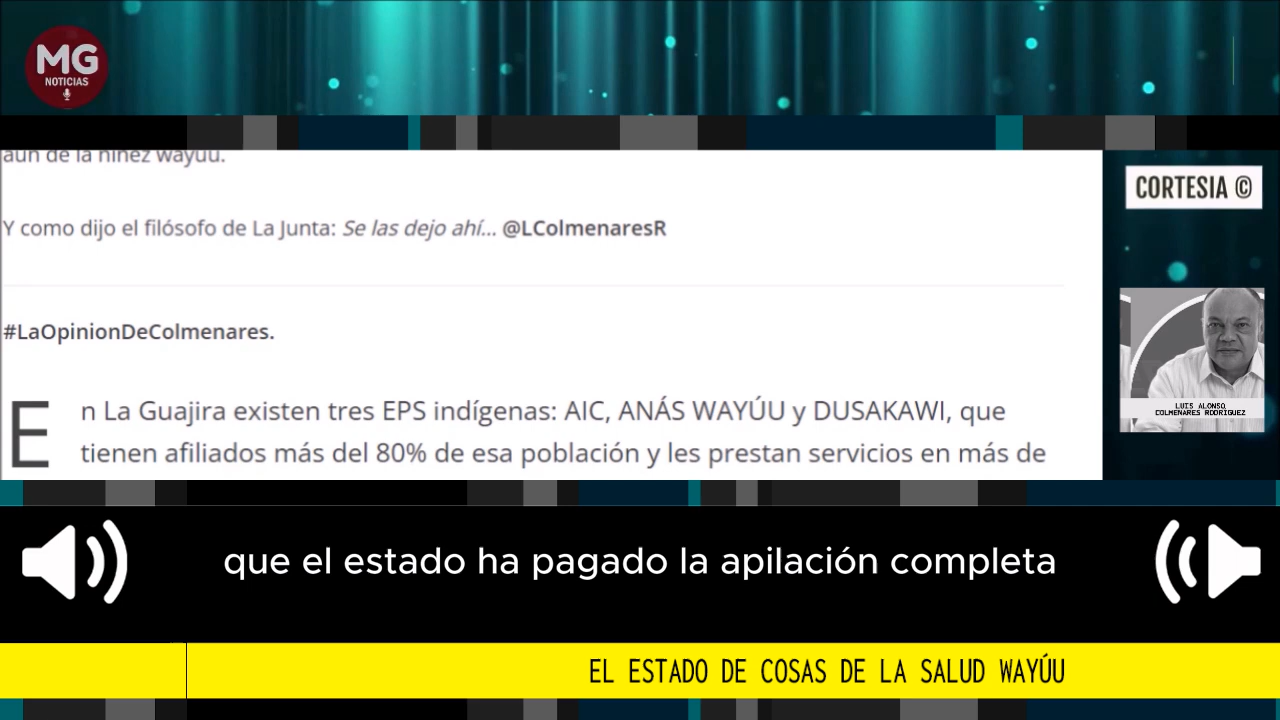 MG
NOTICIAS
aún de la niñez wayúu.
Y como dijo el filósofo de La Junta: Se las dejo ahí... @LColmenaresR
#LaOpinionDeColmenares.
En La Guajira existen tres EPS indígenas: AIC, ANÁS WAYÚU y DUSAKAWI, que
tienen afiliados más del 80% de esa población y les prestan servicios en más de
CORTESIA ©
LUIS ALONSO
COLMENARES RODRIGUEZ
que el estado ha pagado la apilación completa
EL ESTADO DE COSAS DE LA SALUD WAYÚU